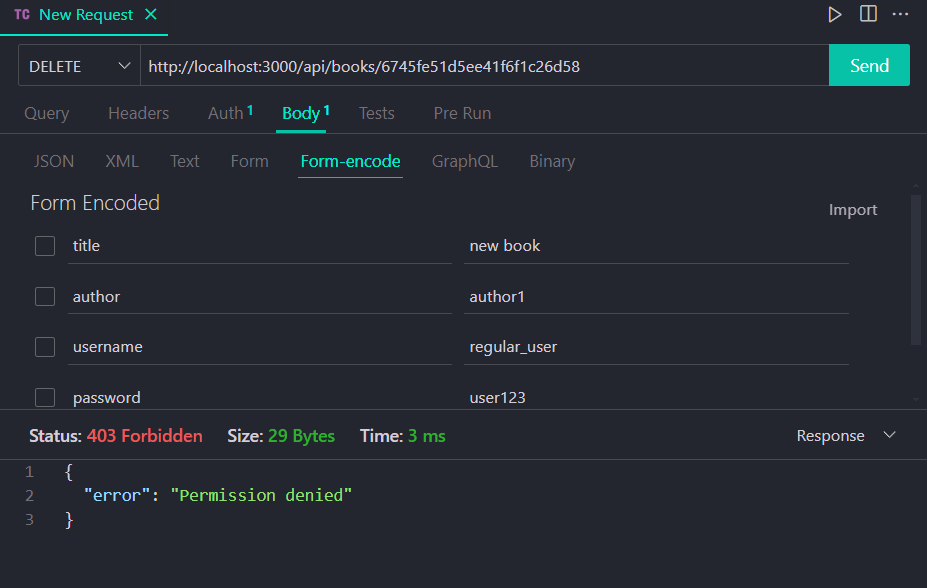 TC New Request
DELETE http://localhost:3000/api/books/6745fe51d5ee41f6f1c26d58 Send
Query Headers Auth 1 Body 1 Tests Pre Run
JSON XML Text Form Form-encode GraphQL Binary
Form Encoded
Import
title new book
author author1
username regular_user
password user123
Status: 403 Forbidden Size: 29 Bytes Time: 3 ms Response
1 {
2 "error": "Permission denied"
3 }